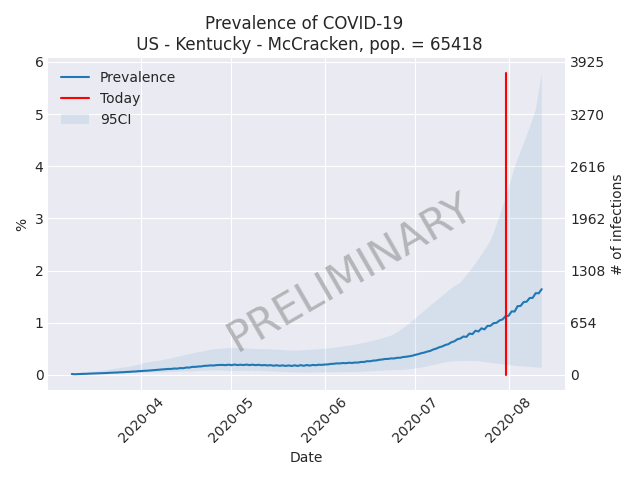 Prevalence of COVID-19
US - Kentucky - McCracken, pop. = 65418
6
5
4
3
2
1
0
%
3925
3270
2616
1962
1308
654
0
# of infections
Prevalence
Today
95CI
PRELIMINARY
2020-04
2020-05
2020-06
2020-07
2020-08
Date